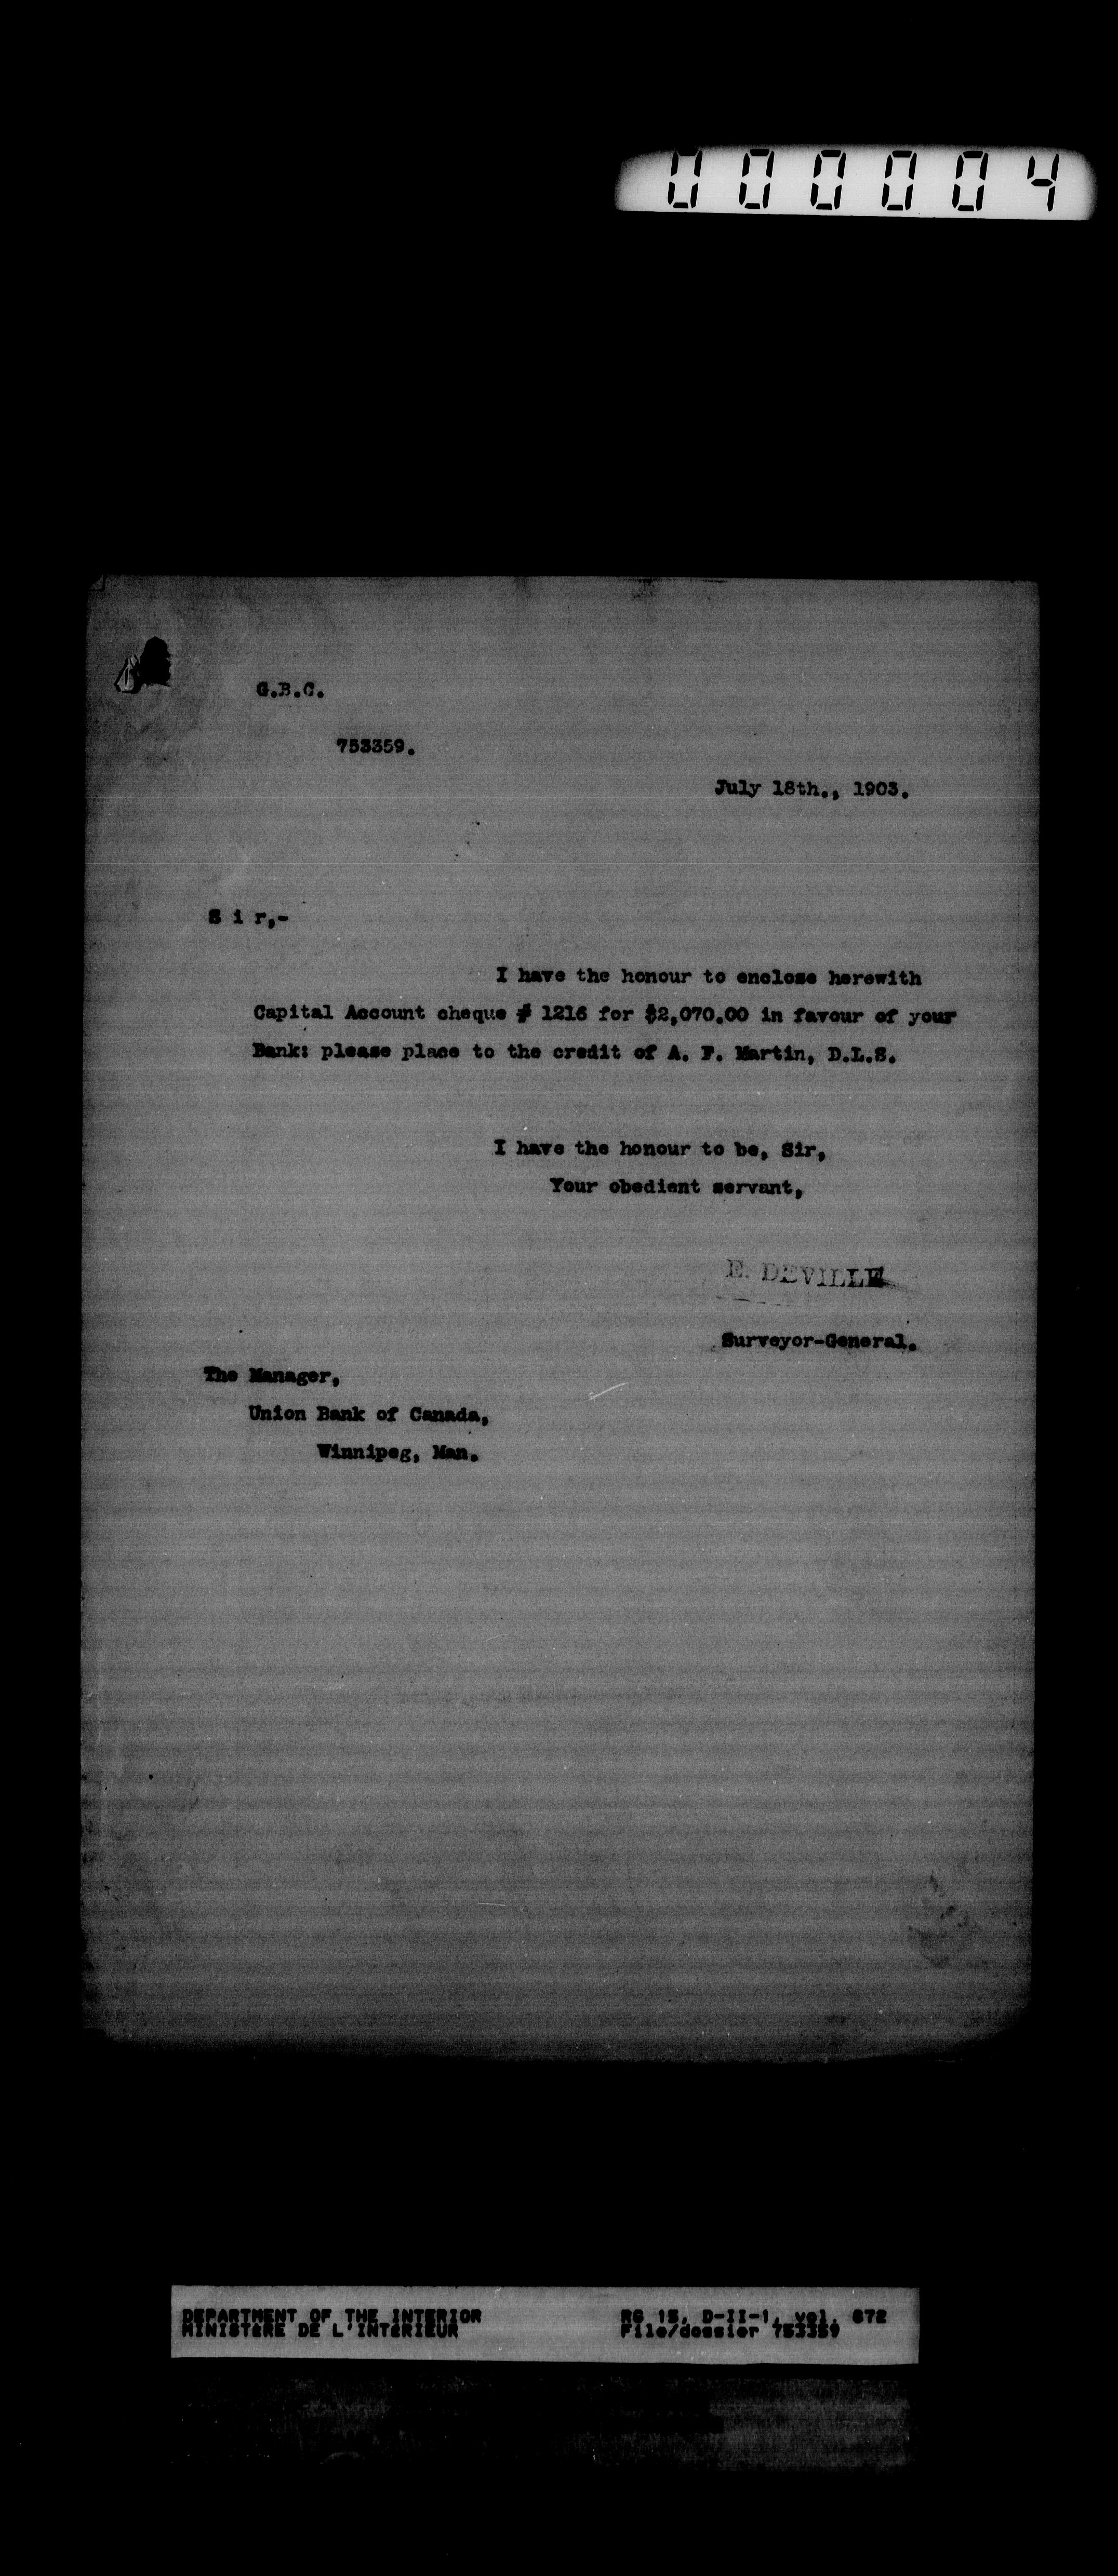 000004
G.B.C.
753359.
July 18th., 1903.
S i r,-
I have the honour to enclose herewith
Capital Account cheque # 1216 for $2,070.00 in favour of your
Bank: please place to the credit of A. F. Martin, D.L.S.
I have the honour to be, Sir,
Your obedient servant,
E. DEVILLE
Surveyor-General.
The Manager,
Union Bank of Canada,
Winnipeg, Man.
DEPARTMENT OF THE INTERIOR
MINISTÈRE DE L'INTÉRIEUR
RG 15, D-II-1, vol. 872
File/dossier 753359